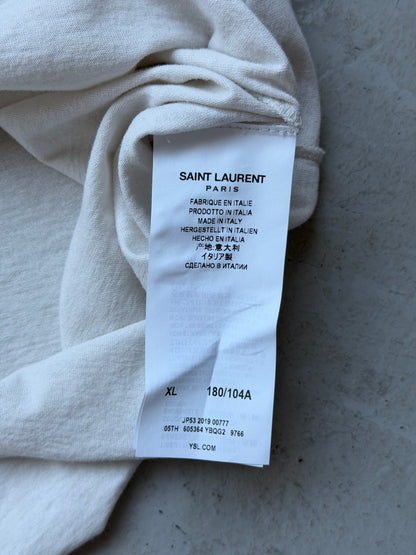 SAINT LAURENT
PARIS
FABRIQUE EN ITALIE
PRODOTTO IN ITALIA
MADE IN ITALY
HERGESTELLT IN ITALIEN
HECHO EN ITALIA
产地:意大利
イタリア製
СДЕЛАНО В ИТАЛИИ
XL 180/104A
JP53 2019 00777
05TH 605364 YBQG2 9766
YSL.COM